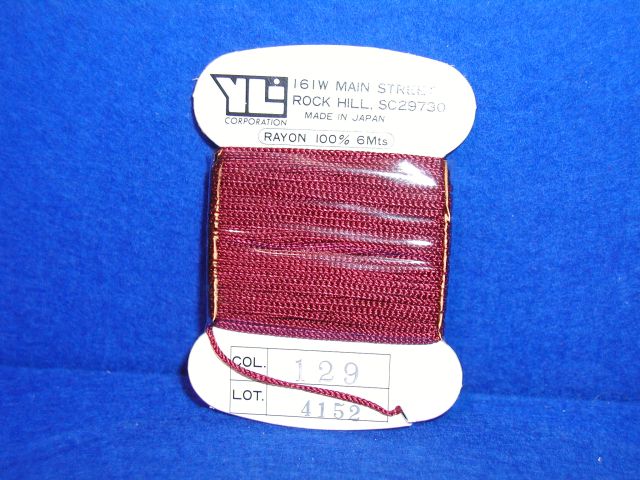 YLi
CORPORATION
161W MAIN STREET
ROCK HILL, SC29730
MADE IN JAPAN
RAYON 100% 6Mts
COL. 129
LOT. 4152